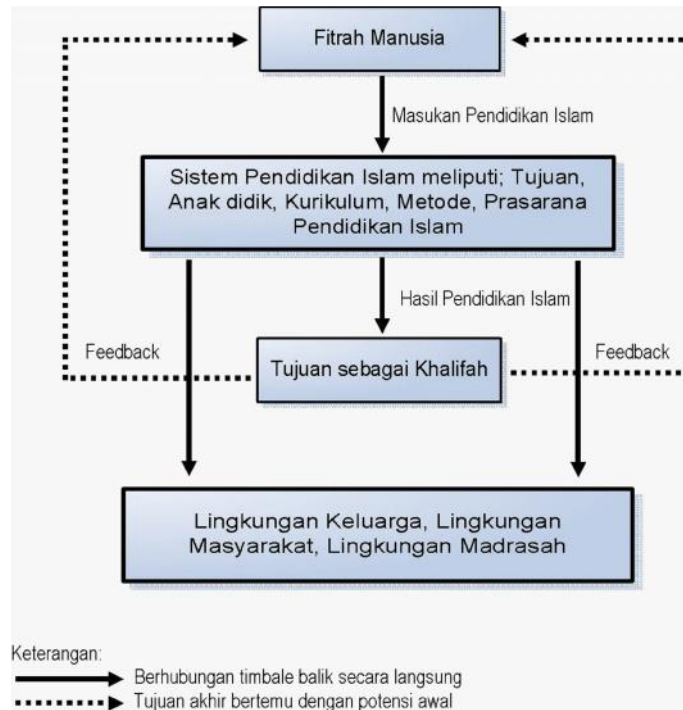 Fitrah Manusia
Masukan Pendidikan Islam
Sistem Pendidikan Islam meliputi; Tujuan,
Anak didik, Kurikulum, Metode, Prasarana
Pendidikan Islam
Hasil Pendidikan Islam
Feedback
Tujuan sebagai Khalifah
Feedback
Lingkungan Keluarga, Lingkungan
Masyarakat, Lingkungan Madrasah
Keterangan:
Berhubungan timbale balik secara langsung
Tujuan akhir bertemu dengan potensi awal